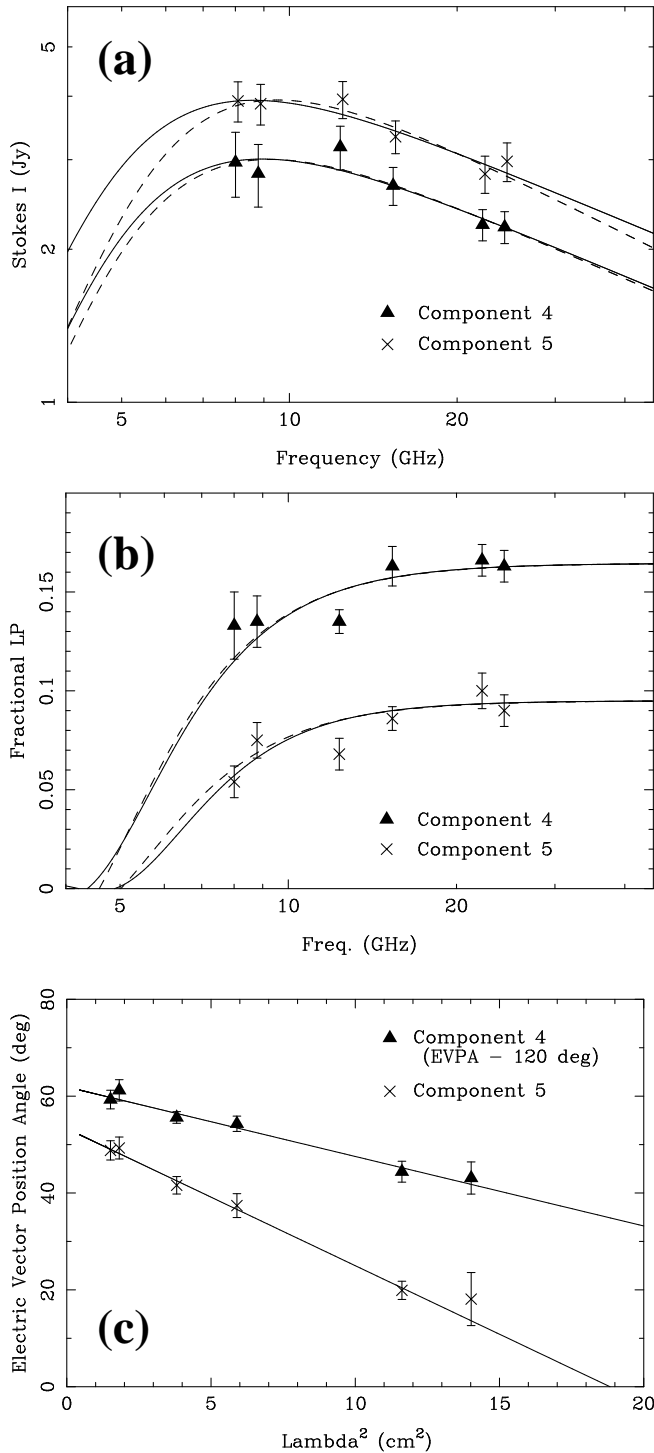 (a)
5
2
1
Stokes I (Jy)
Component 4
Component 5
5 10 20
Frequency (GHz)
(b)
0.15
0.1
0.05
0
Fractional LP
Component 4
Component 5
5 10 20
Freq. (GHz)
80
60
40
20
0
Electric Vector Position Angle (deg)
Component 4
(EVPA − 120 deg)
Component 5
(c)
0 5 10 15 20
Lambda² (cm²)